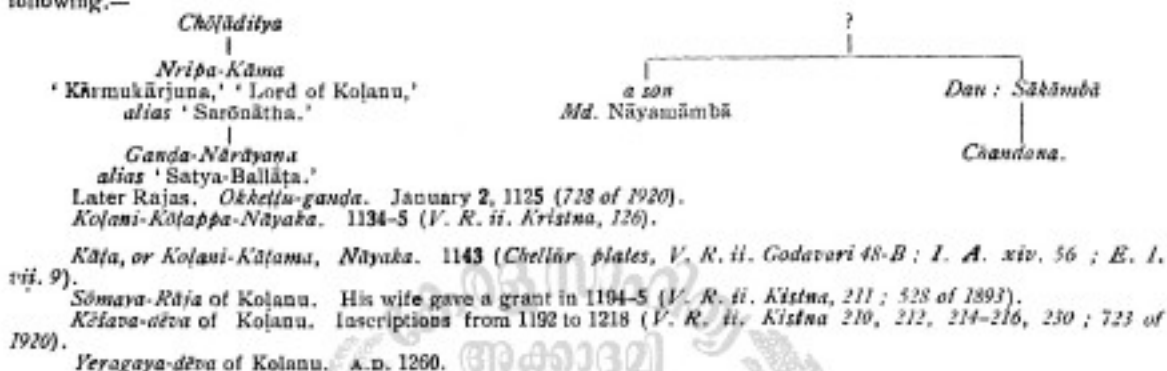 following.—
Chōḷāditya ?
Nripa-Kāma
' Kārmukārjuna,' ' Lord of Koḷanu,' a son Dau : Sākāmbā
alias ' Sarōnātha.' Md. Nāyamāmbā
Gaṇḍa-Nārāyaṇa Chandana.
alias ' Satya-Ballāṭa.'
Later Rajas. Okkeṭṭu-gaṇḍa. January 2, 1125 (728 of 1920).
Koḷani-Kōṭappa-Nāyaka. 1134-5 (V. R. ii. Kristna, 126).
Kāṭa, or Koḷani-Kāṭama, Nāyaka. 1143 (Chellūr plates, V. R. ii. Godavari 48-B ; I. A. xiv. 56 ; E. I.
vii. 9).
Sōmaya-Rāja of Koḷanu. His wife gave a grant in 1194-5 (V. R. ii. Kistna, 211 ; 528 of 1893).
Kēśava-dēva of Koḷanu. Inscriptions from 1192 to 1218 (V. R. ii. Kistna 210, 212, 214-216, 230 ; 723 of
1920).
Yeragaya-dēva of Kolanu. A.D. 1260.